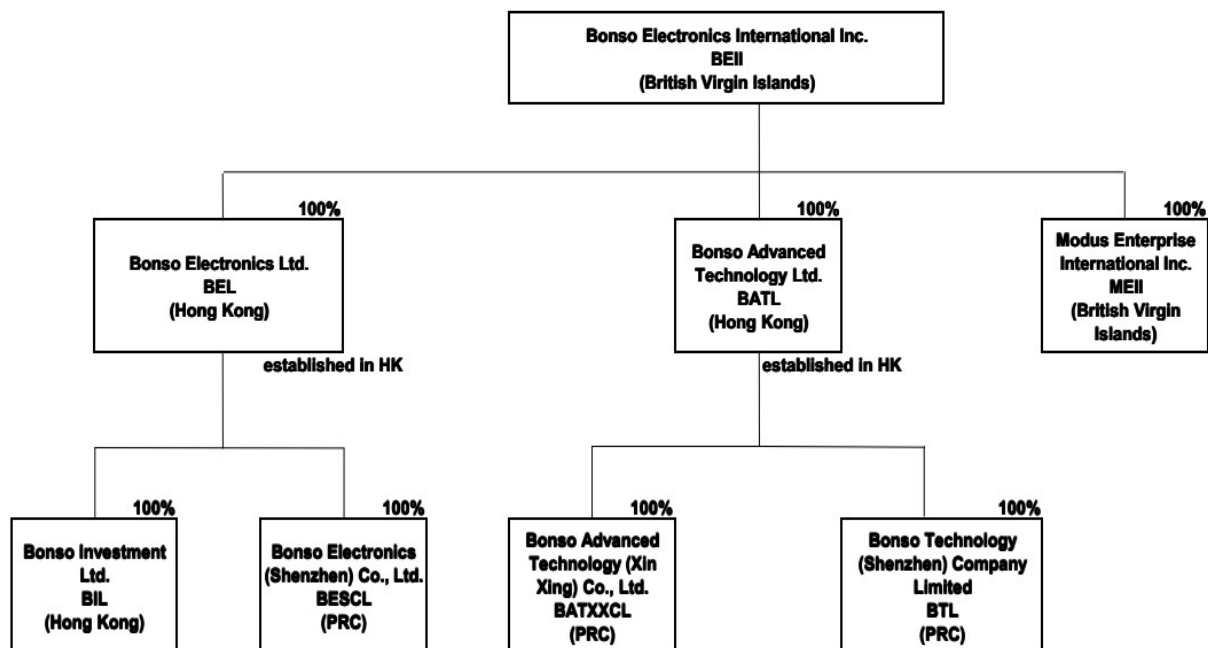 Bonso Electronics International Inc.
BEII
(British Virgin Islands)
100%
Bonso Electronics Ltd.
BEL
(Hong Kong)
established in HK
100%
Bonso Advanced
Technology Ltd.
BATL
(Hong Kong)
established in HK
100%
Modus Enterprise
International Inc.
MEII
(British Virgin
Islands)
100%
Bonso Investment
Ltd.
BIL
(Hong Kong)
100%
Bonso Electronics
(Shenzhen) Co., Ltd.
BESCL
(PRC)
100%
Bonso Advanced
Technology (Xin
Xing) Co., Ltd.
BATXXCL
(PRC)
100%
Bonso Technology
(Shenzhen) Company
Limited
BTL
(PRC)